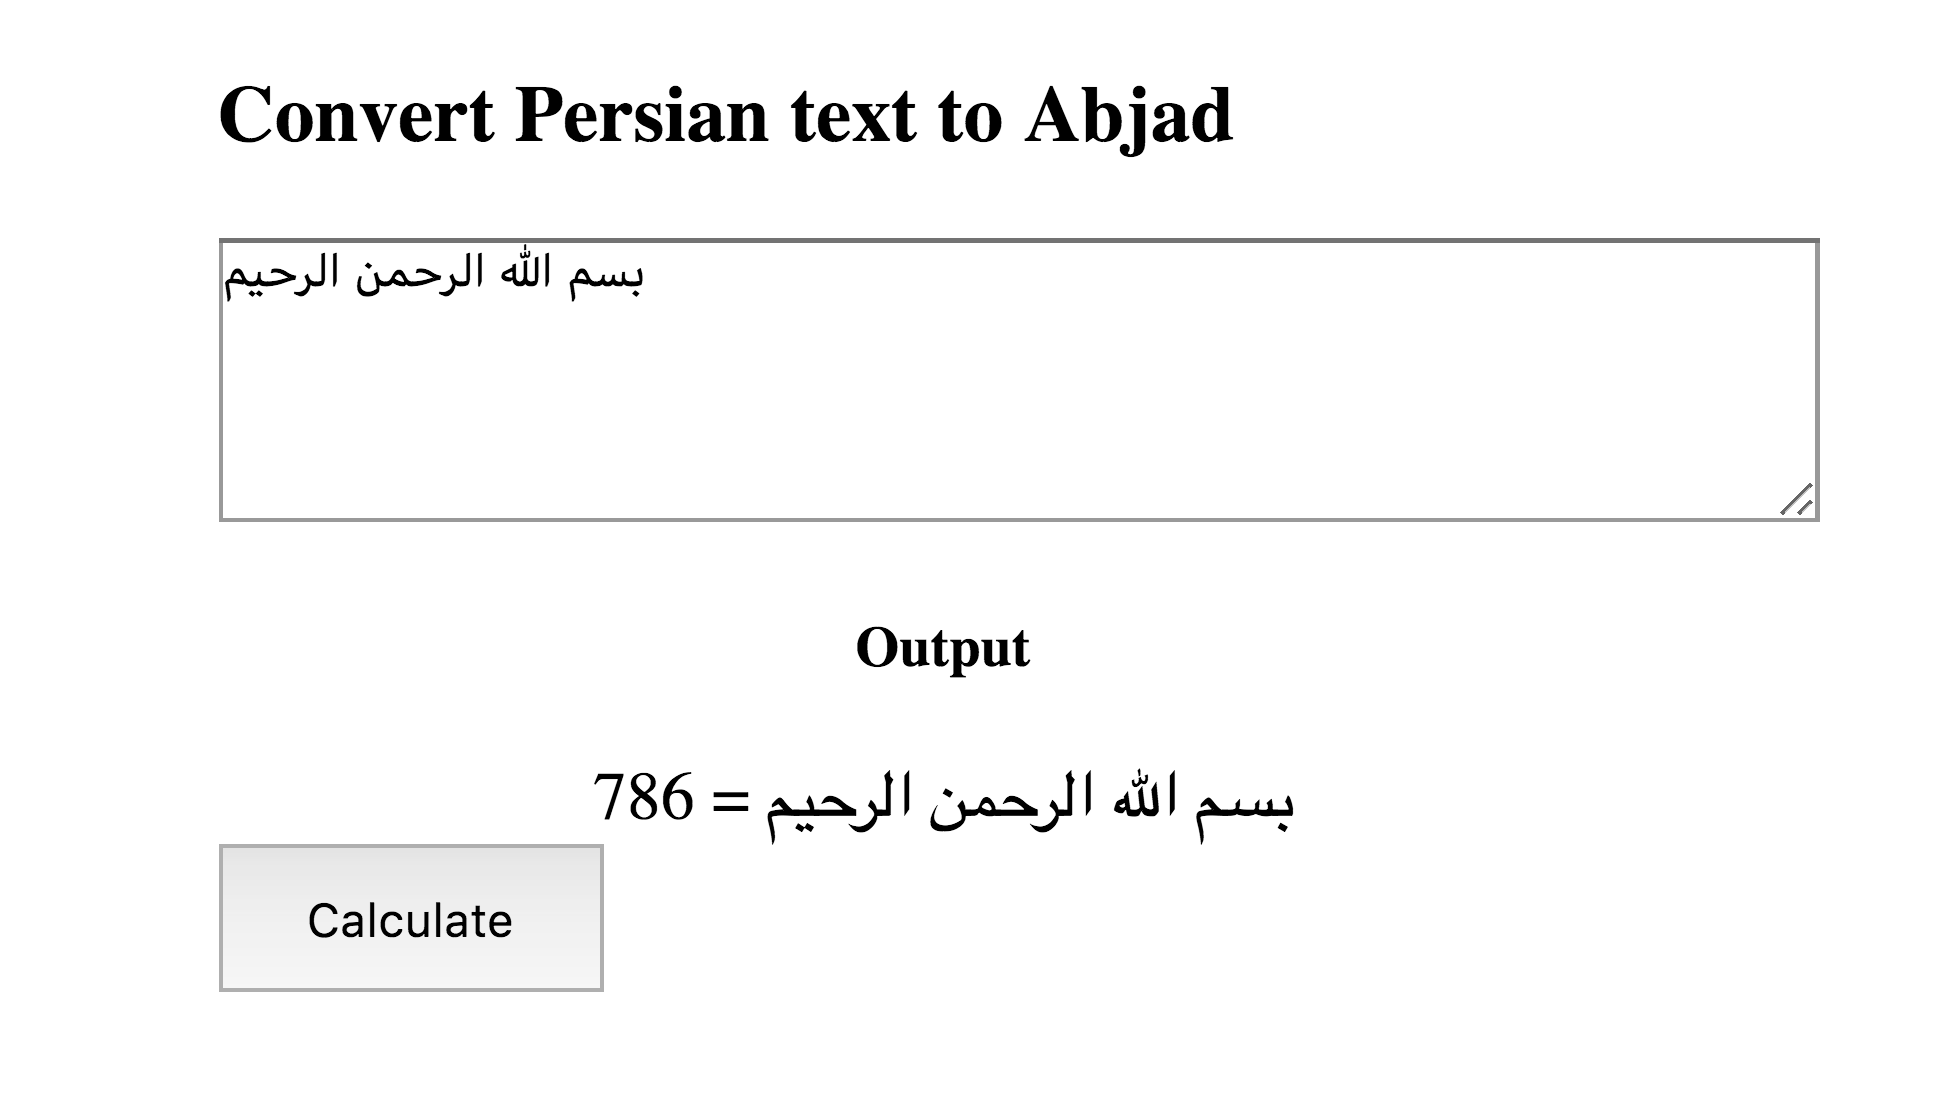 Convert Persian text to Abjad
بسم الله الرحمن الرحيم
Output
بسم الله الرحمن الرحيم = 786
Calculate